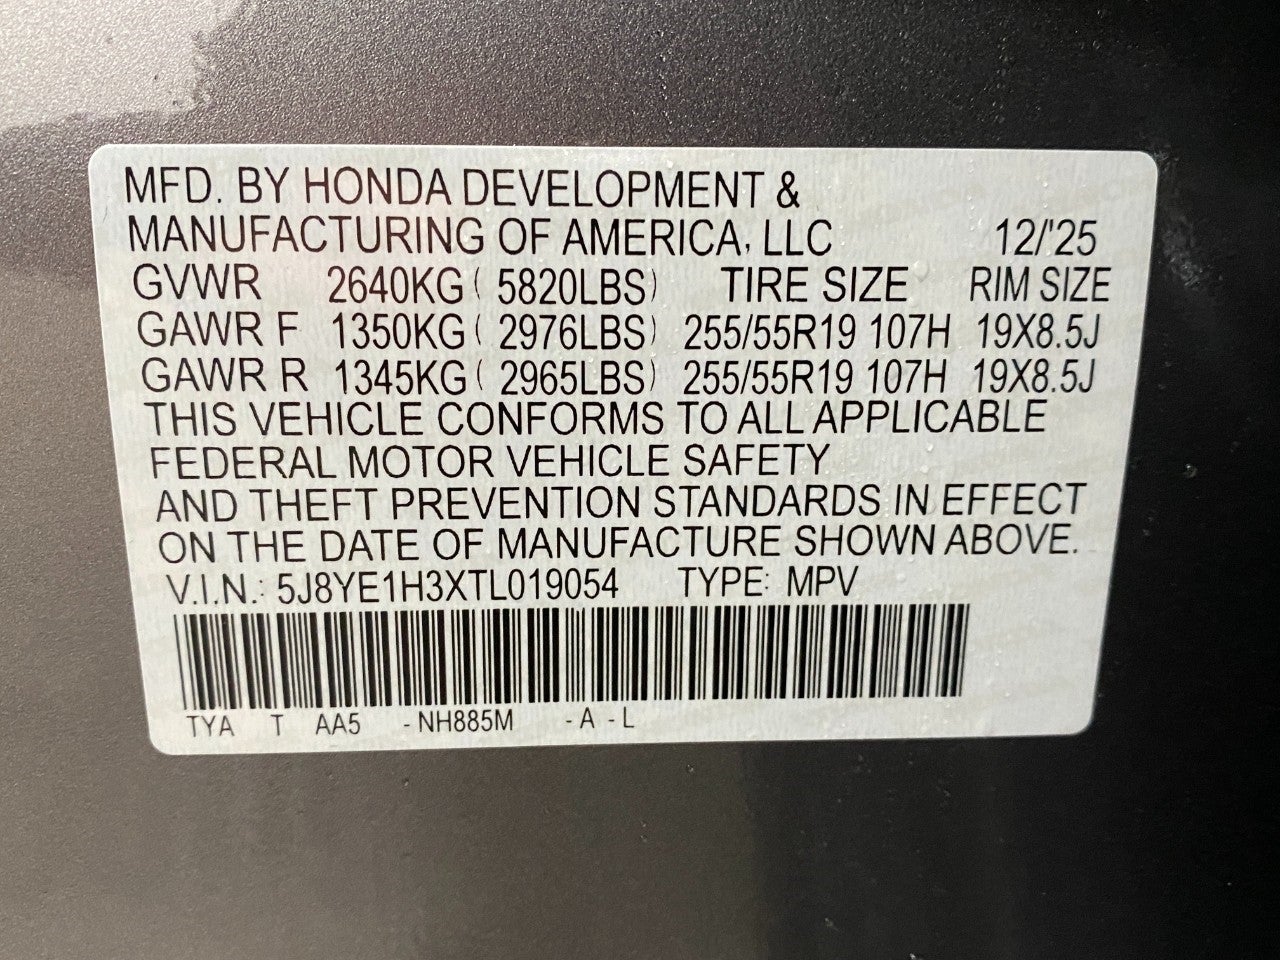 MFD. BY HONDA DEVELOPMENT &
MANUFACTURING OF AMERICA, LLC 12/'25
GVWR 2640KG ( 5820LBS) TIRE SIZE RIM SIZE
GAWR F 1350KG ( 2976LBS) 255/55R19 107H 19X8.5J
GAWR R 1345KG ( 2965LBS) 255/55R19 107H 19X8.5J
THIS VEHICLE CONFORMS TO ALL APPLICABLE
FEDERAL MOTOR VEHICLE SAFETY
AND THEFT PREVENTION STANDARDS IN EFFECT
ON THE DATE OF MANUFACTURE SHOWN ABOVE.
V.I.N.: 5J8YE1H3XTL019054 TYPE: MPV
TYA T AA5 -NH885M -A -L